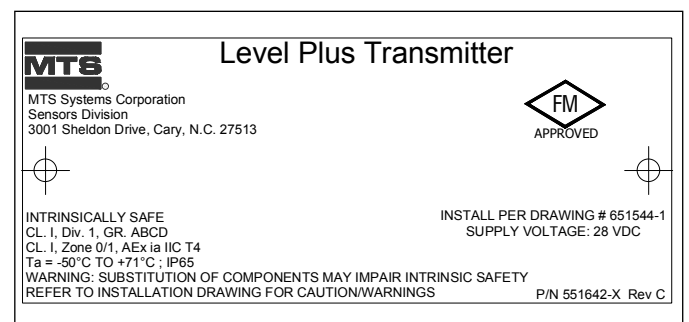 Level Plus Transmitter
MTS
MTS Systems Corporation
Sensors Division
3001 Sheldon Drive, Cary, N.C. 27513
FM
APPROVED
INTRINSICALLY SAFE
CL. I, Div. 1, GR. ABCD
CL. I, Zone 0/1, AEx ia IIC T4
Ta = -50°C TO +71°C ; IP65
INSTALL PER DRAWING # 651544-1
SUPPLY VOLTAGE: 28 VDC
WARNING: SUBSTITUTION OF COMPONENTS MAY IMPAIR INTRINSIC SAFETY
REFER TO INSTALLATION DRAWING FOR CAUTION/WARNINGS
P/N 551642-X Rev C